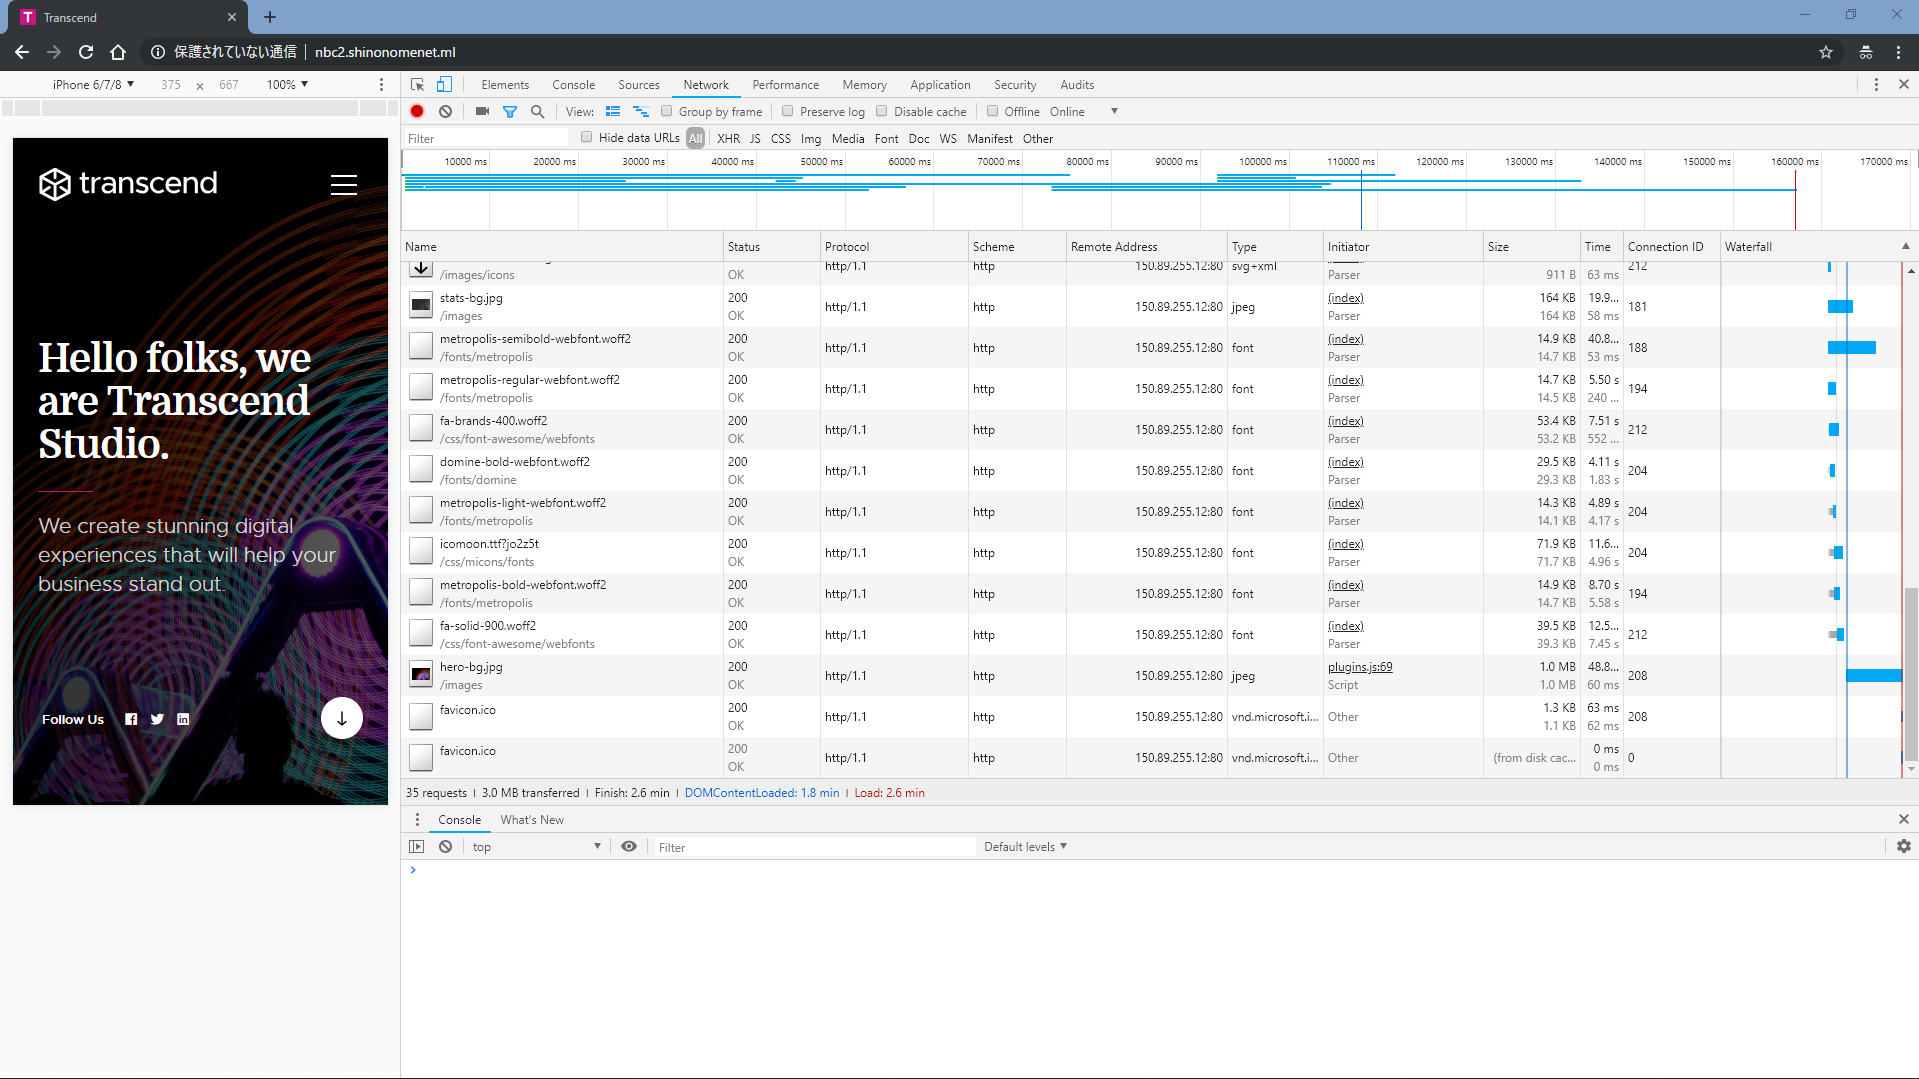 Transcend
保護されていない通信 nbc2.shinonomenet.ml
iPhone 6/7/8 ▼ 375 x 667 100% ▼
Elements Console Sources Network Performance Memory Application Security Audits
View: Group by frame Preserve log Disable cache Offline Online ▼
Filter Hide data URLs All XHR JS CSS Img Media Font Doc WS Manifest Other
10000 ms 20000 ms 30000 ms 40000 ms 50000 ms 60000 ms 70000 ms 80000 ms 90000 ms 100000 ms 110000 ms 120000 ms 130000 ms 140000 ms 150000 ms 160000 ms 170000 ms
Name Status Protocol Scheme Remote Address Type Initiator Size Time Connection ID Waterfall
http/1.1 http 150.89.255.12:80 svg+xml 212
/images/icons OK Parser 911 B 63 ms
stats-bg.jpg 200 (index) 164 KB 19.9...
http/1.1 http 150.89.255.12:80 jpeg 181
/images OK Parser 164 KB 58 ms
metropolis-semibold-webfont.woff2 200 (index) 14.9 KB 40.8...
http/1.1 http 150.89.255.12:80 font 188
/fonts/metropolis OK Parser 14.7 KB 53 ms
metropolis-regular-webfont.woff2 200 (index) 14.7 KB 5.50 s
http/1.1 http 150.89.255.12:80 font 194
/fonts/metropolis OK Parser 14.5 KB 240 ...
fa-brands-400.woff2 200 (index) 53.4 KB 7.51 s
http/1.1 http 150.89.255.12:80 font 212
/css/font-awesome/webfonts OK Parser 53.2 KB 552 ...
domine-bold-webfont.woff2 200 (index) 29.5 KB 4.11 s
http/1.1 http 150.89.255.12:80 font 204
/fonts/domine OK Parser 29.3 KB 1.83 s
metropolis-light-webfont.woff2 200 (index) 14.3 KB 4.89 s
http/1.1 http 150.89.255.12:80 font 204
/fonts/metropolis OK Parser 14.1 KB 4.17 s
icomoon.ttf?jo2z5t 200 (index) 71.9 KB 11.6...
http/1.1 http 150.89.255.12:80 font 204
/css/micons/fonts OK Parser 71.7 KB 4.96 s
metropolis-bold-webfont.woff2 200 (index) 14.9 KB 8.70 s
http/1.1 http 150.89.255.12:80 font 194
/fonts/metropolis OK Parser 14.7 KB 5.58 s
fa-solid-900.woff2 200 (index) 39.5 KB 12.5...
http/1.1 http 150.89.255.12:80 font 212
/css/font-awesome/webfonts OK Parser 39.3 KB 7.45 s
hero-bg.jpg 200 plugins.js:69 1.0 MB 48.8...
http/1.1 http 150.89.255.12:80 jpeg 208
/images OK Script 1.0 MB 60 ms
favicon.ico 200 1.3 KB 63 ms
http/1.1 http 150.89.255.12:80 vnd.microsoft.i... Other 208
OK 1.1 KB 62 ms
favicon.ico 200 0 ms
http/1.1 http 150.89.255.12:80 vnd.microsoft.i... Other (from disk cac... 0
OK 0 ms
35 requests | 3.0 MB transferred | Finish: 2.6 min | DOMContentLoaded: 1.8 min | Load: 2.6 min
Console What's New
top ▼ Filter Default levels ▼
transcend
Hello folks, we
are Transcend
Studio.
We create stunning digital
experiences that will help your
business stand out.
Follow Us